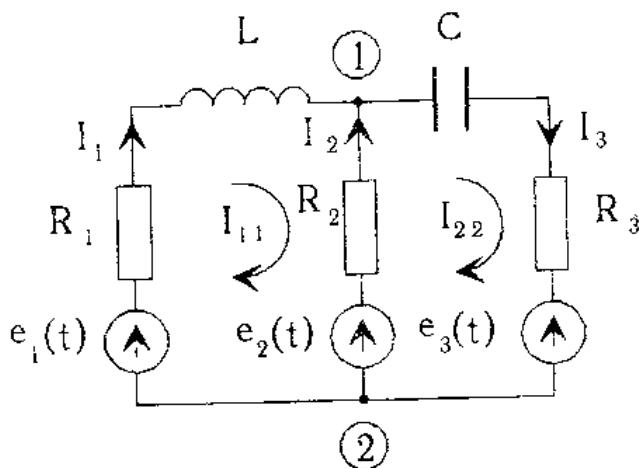 L
C
①
I₁
I₂
I₃
R₁
I₁₁
R₂
I₂₂
R₃
e₁(t)
e₂(t)
e₃(t)
②